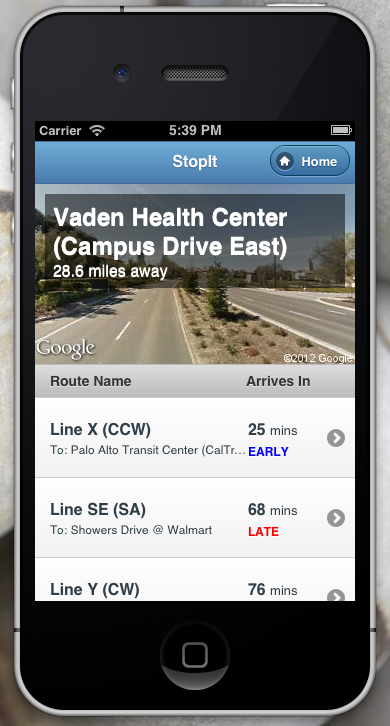 Carrier 5:39 PM
StopIt Home
Vaden Health Center
(Campus Drive East)
28.6 miles away
Google ©2012 Google
Route Name Arrives In
Line X (CCW) 25 mins
To: Palo Alto Transit Center (CalTr... EARLY
Line SE (SA) 68 mins
To: Showers Drive @ Walmart LATE
Line Y (CW) 76 mins